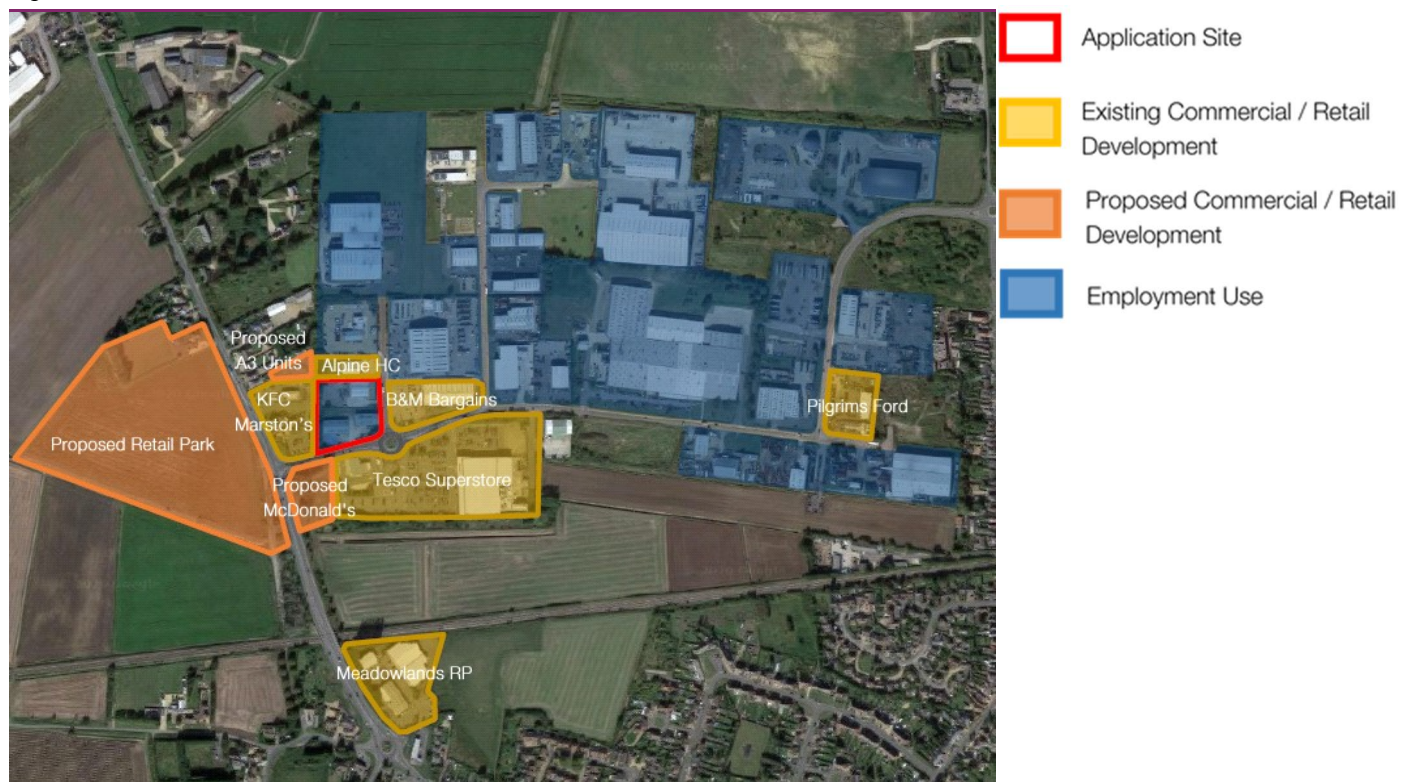 Application Site
Existing Commercial / Retail
Development
Proposed Commercial / Retail
Development
Employment Use
Proposed
A3 Units
Alpine HC
KFC
Marston's
B&M Bargains
Pilgrims Ford
Proposed Retail Park
Tesco Superstore
Proposed
McDonald's
Meadowlands RP